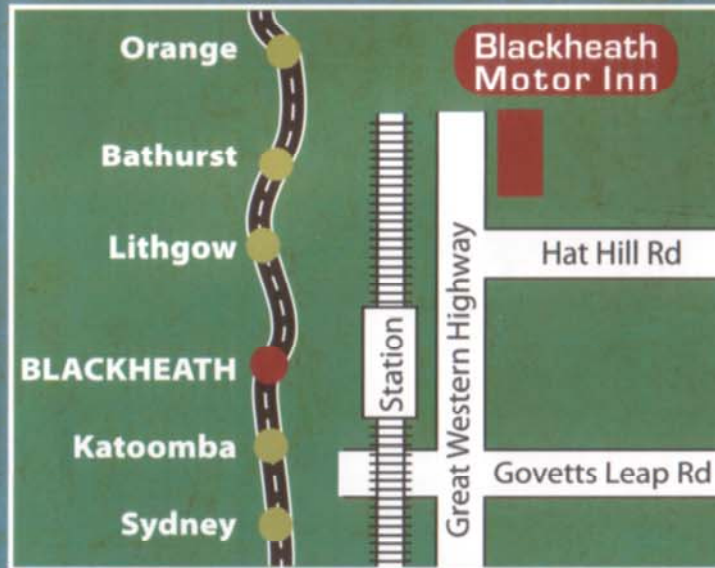 Orange
Bathurst
Lithgow
BLACKHEATH
Katoomba
Sydney
Blackheath
Motor Inn
Station
Great Western Highway
Hat Hill Rd
Govetts Leap Rd